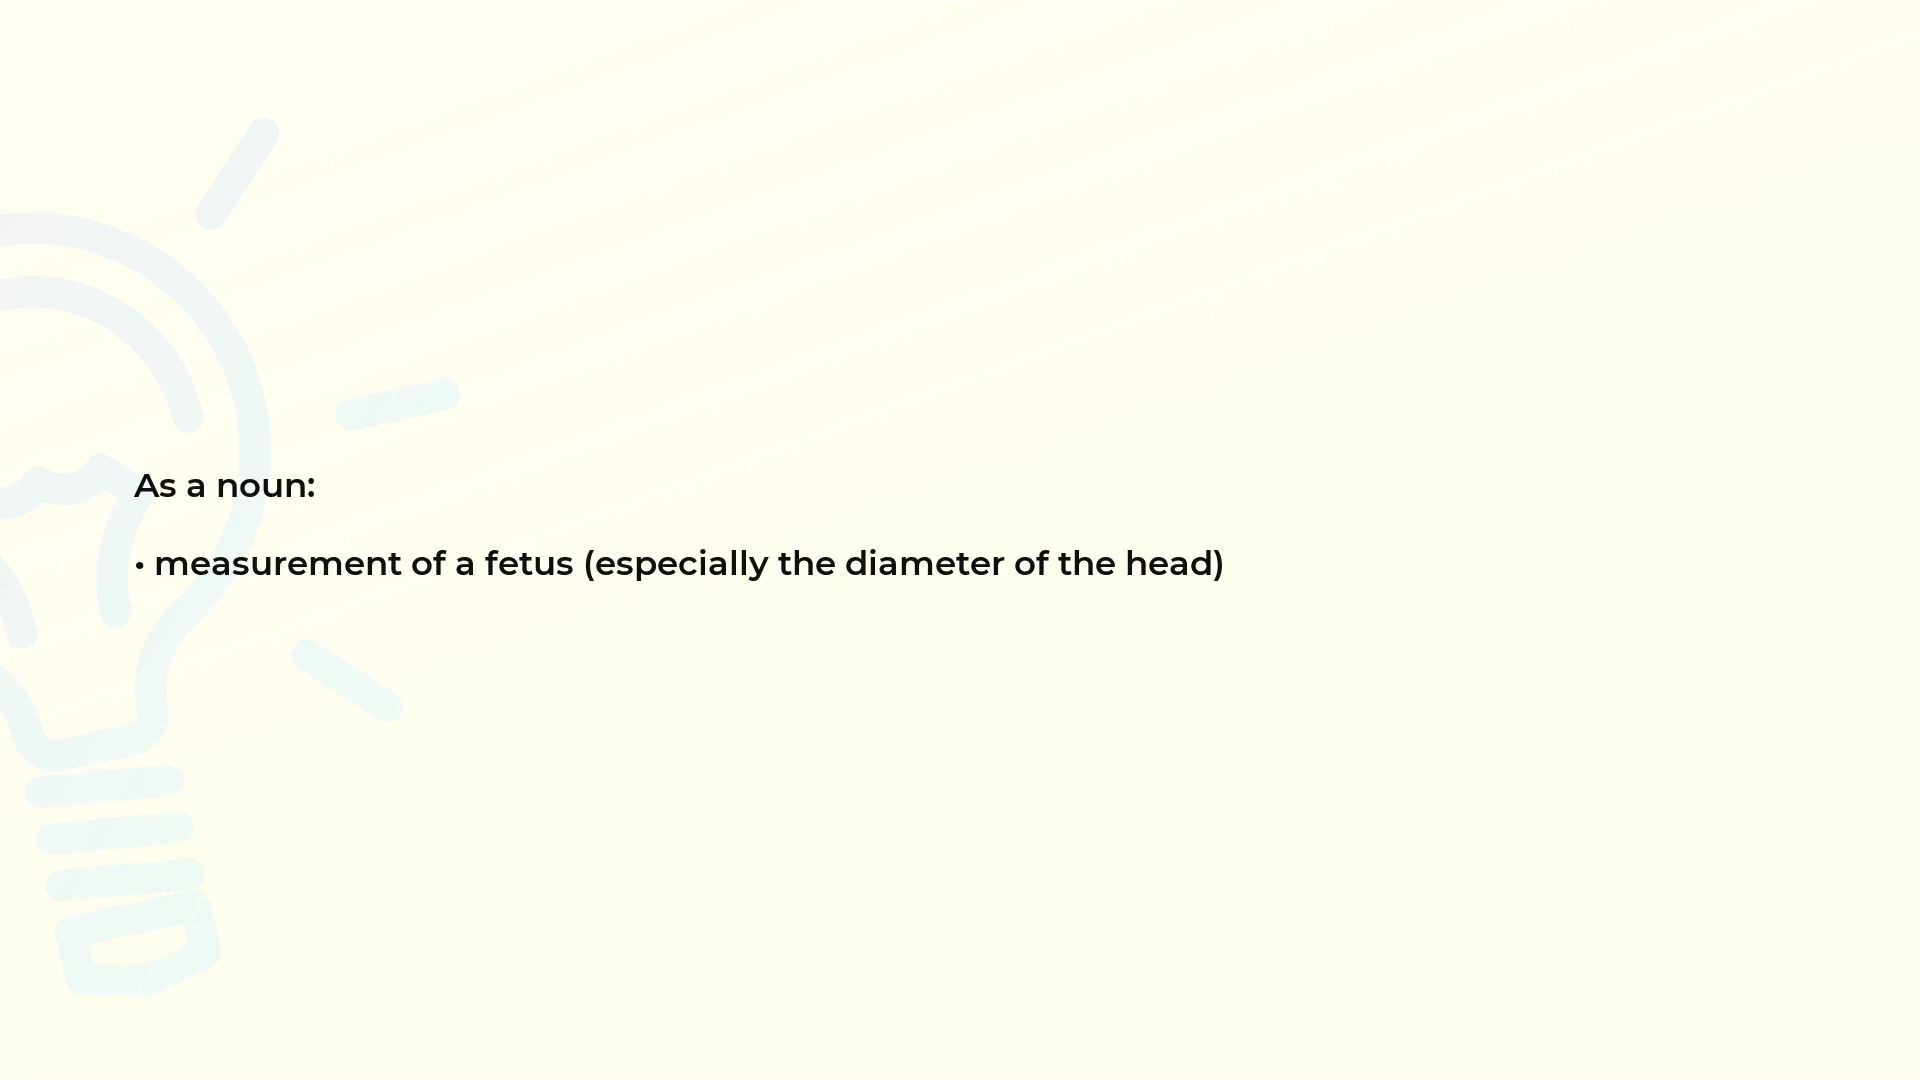 As a noun:
• measurement of a fetus (especially the diameter of the head)